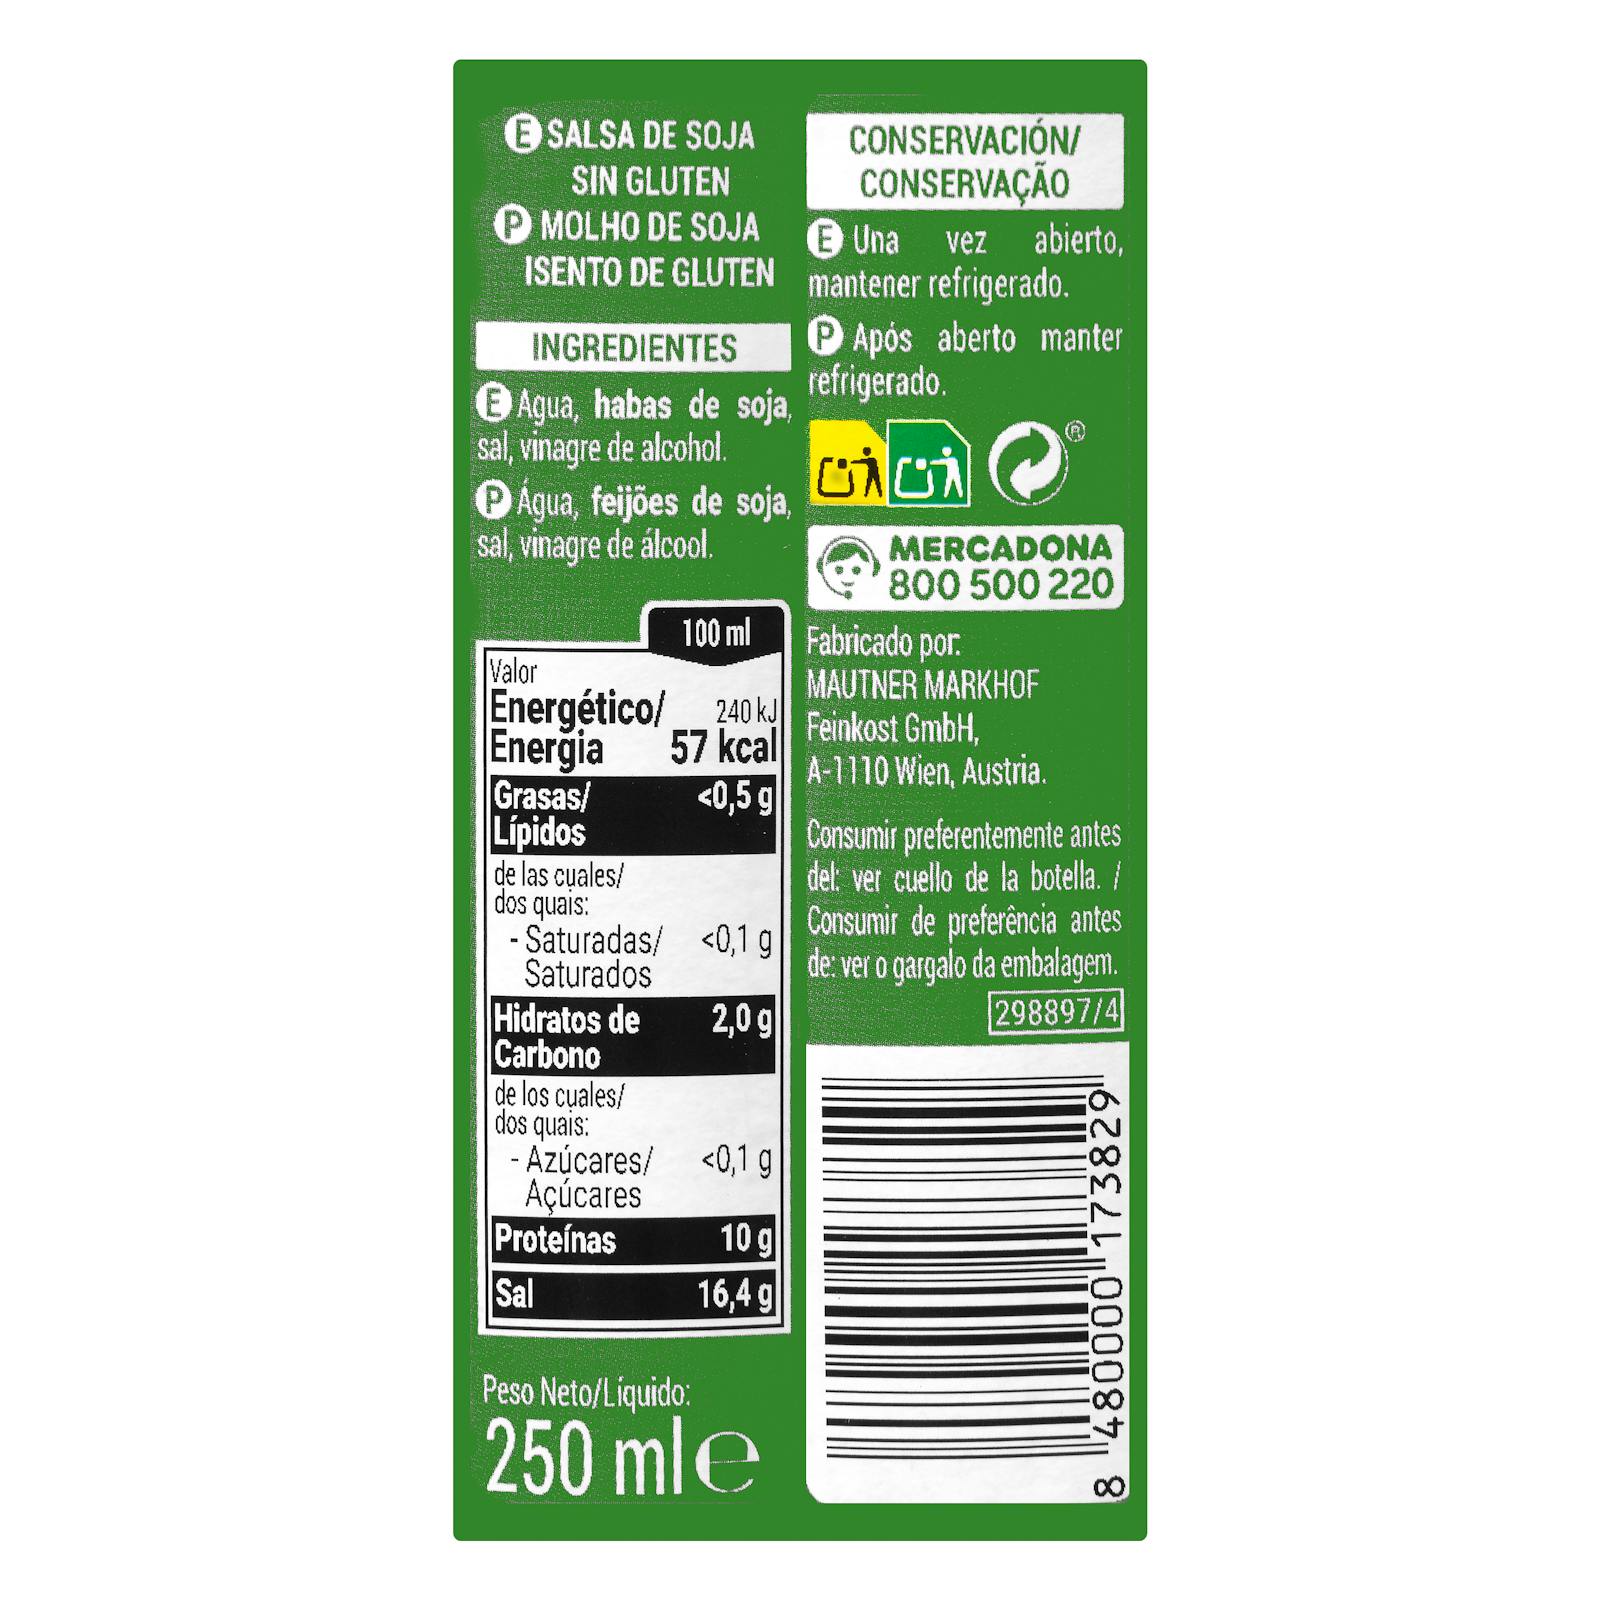 E SALSA DE SOJA
SIN GLUTEN
P MOLHO DE SOJA
ISENTO DE GLUTEN
INGREDIENTES
E Agua, habas de soja,
sal, vinagre de alcohol.
P Água, feijões de soja,
sal, vinagre de álcool.
100 ml
Valor
Energético/ 240 kJ
Energia 57 kcal
Grasas/ <0,5 g
Lípidos
de las cuales/
dos quais:
- Saturadas/ <0,1 g
Saturados
Hidratos de 2,0 g
Carbono
de los cuales/
dos quais:
- Azúcares/ <0,1 g
Açúcares
Proteínas 10 g
Sal 16,4 g
Peso Neto/Líquido:
250 ml e
CONSERVACIÓN/
CONSERVAÇÃO
E Una vez abierto,
mantener refrigerado.
P Após aberto manter
refrigerado.
®
MERCADONA
800 500 220
Fabricado por:
MAUTNER MARKHOF
Feinkost GmbH,
A-1110 Wien, Austria.
Consumir preferentemente antes
del: ver cuello de la botella. /
Consumir de preferência antes
de: ver o gargalo da embalagem.
298897/4
8 480000 173829